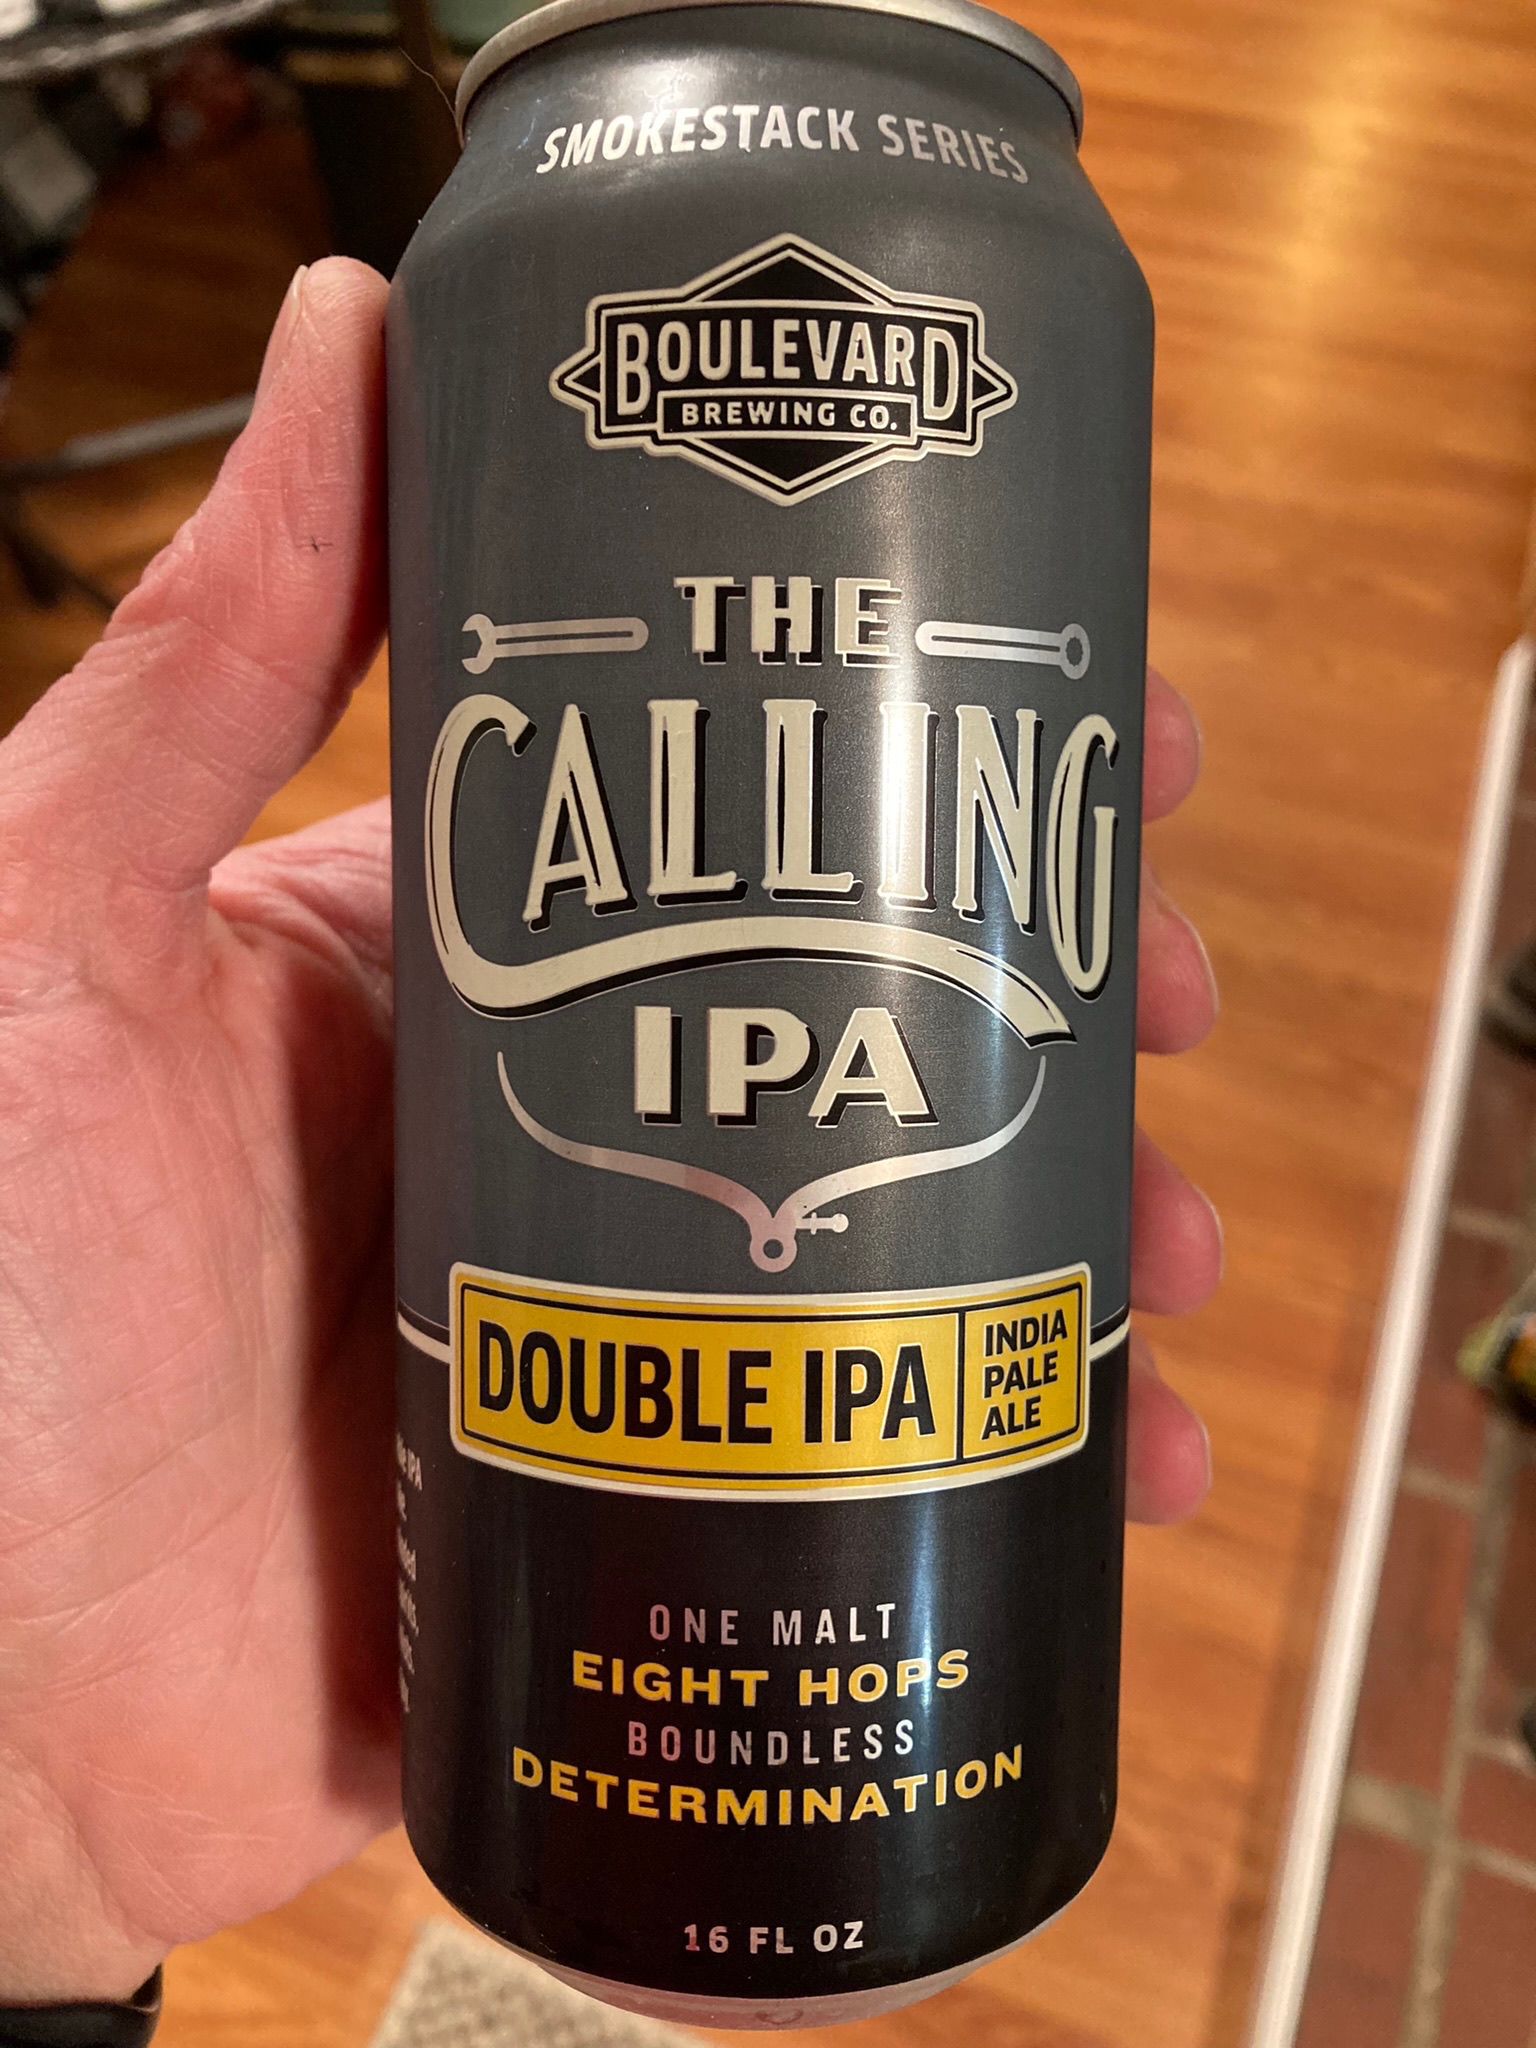 SMOKESTACK SERIES
BOULEVARD
BREWING CO.
THE
CALLING
IPA
DOUBLE IPA
INDIA
PALE
ALE
IPA
ONE MALT
EIGHT HOPS
BOUNDLESS
DETERMINATION
16 FL OZ